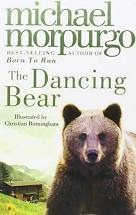 michael
morpurgo
BEST-SELLING AUTHOR OF
Born To Run
The Dancing
Bear
Illustrated by
Christian Birmingham